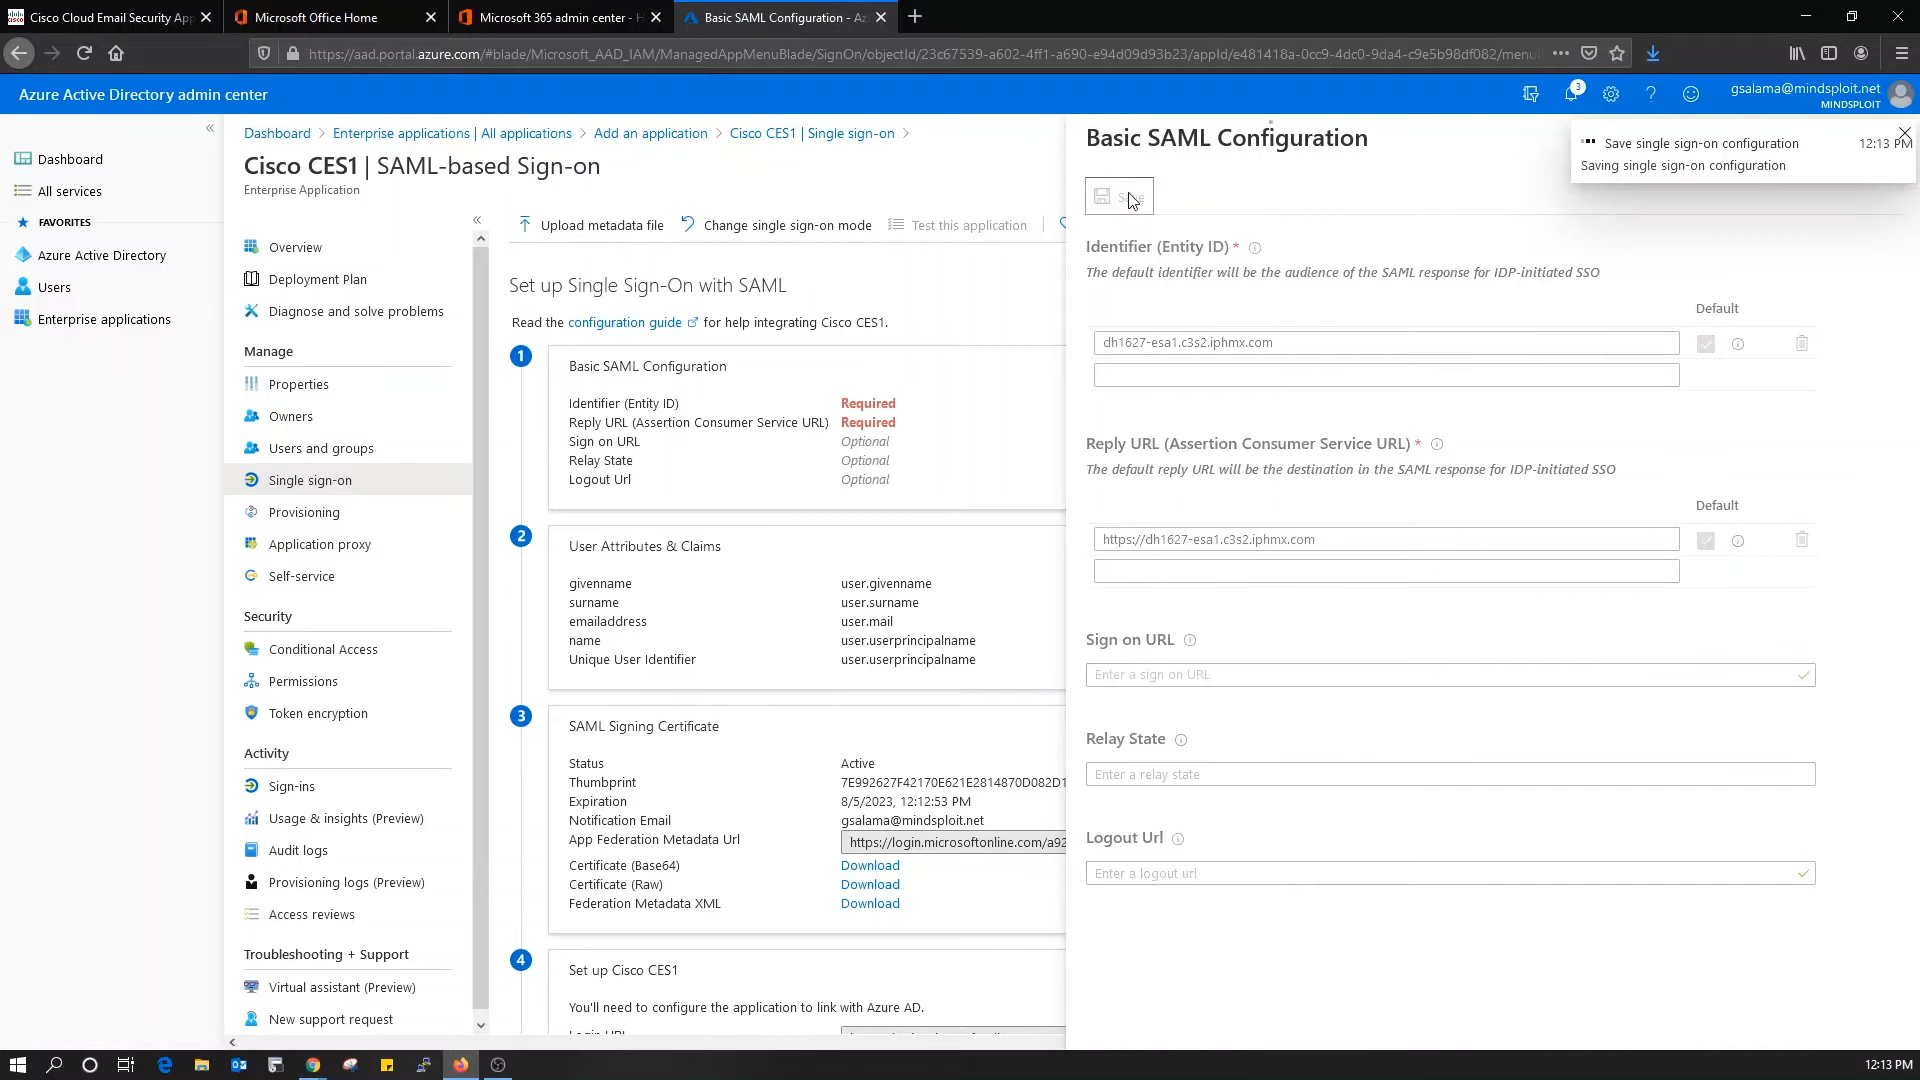 Cisco Cloud Email Security App
Microsoft Office Home
Microsoft 365 admin center - H
Basic SAML Configuration - Az
https://aad.portal.azure.com/#blade/Microsoft_AAD_IAM/ManagedAppMenuBlade/SignOn/objectId/23c67539-a602-4ff1-a690-e94d09d93b23/appId/e481418a-0cc9-4dc0-9da4-c9e5b98df082/menu
Azure Active Directory admin center
3
gsalama@mindsploit.net
MINDSPLOIT
Dashboard
All services
FAVORITES
Azure Active Directory
Users
Enterprise applications
Dashboard > Enterprise applications | All applications > Add an application > Cisco CES1 | Single sign-on >
Cisco CES1 | SAML-based Sign-on
Enterprise Application
Overview
Deployment Plan
Diagnose and solve problems
Manage
Properties
Owners
Users and groups
Single sign-on
Provisioning
Application proxy
Self-service
Security
Conditional Access
Permissions
Token encryption
Activity
Sign-ins
Usage & insights (Preview)
Audit logs
Provisioning logs (Preview)
Access reviews
Troubleshooting + Support
Virtual assistant (Preview)
New support request
Upload metadata file
Change single sign-on mode
Test this application
Set up Single Sign-On with SAML
Read the configuration guide for help integrating Cisco CES1.
1
Basic SAML Configuration
Identifier (Entity ID) Required
Reply URL (Assertion Consumer Service URL) Required
Sign on URL Optional
Relay State Optional
Logout Url Optional
2
User Attributes & Claims
givenname user.givenname
surname user.surname
emailaddress user.mail
name user.userprincipalname
Unique User Identifier user.userprincipalname
3
SAML Signing Certificate
Status Active
Thumbprint 7E992627F42170E621E2814870D082D1
Expiration 8/5/2023, 12:12:53 PM
Notification Email gsalama@mindsploit.net
App Federation Metadata Url https://login.microsoftonline.com/a92
Certificate (Base64) Download
Certificate (Raw) Download
Federation Metadata XML Download
4
Set up Cisco CES1
You'll need to configure the application to link with Azure AD.
Basic SAML Configuration
Save single sign-on configuration 12:13 PM
Saving single sign-on configuration
Identifier (Entity ID) *
The default identifier will be the audience of the SAML response for IDP-initiated SSO
Default
dh1627-esa1.c3s2.iphmx.com
Reply URL (Assertion Consumer Service URL) *
The default reply URL will be the destination in the SAML response for IDP-initiated SSO
Default
https://dh1627-esa1.c3s2.iphmx.com
Sign on URL
Enter a sign on URL
Relay State
Enter a relay state
Logout Url
Enter a logout url
12:13 PM